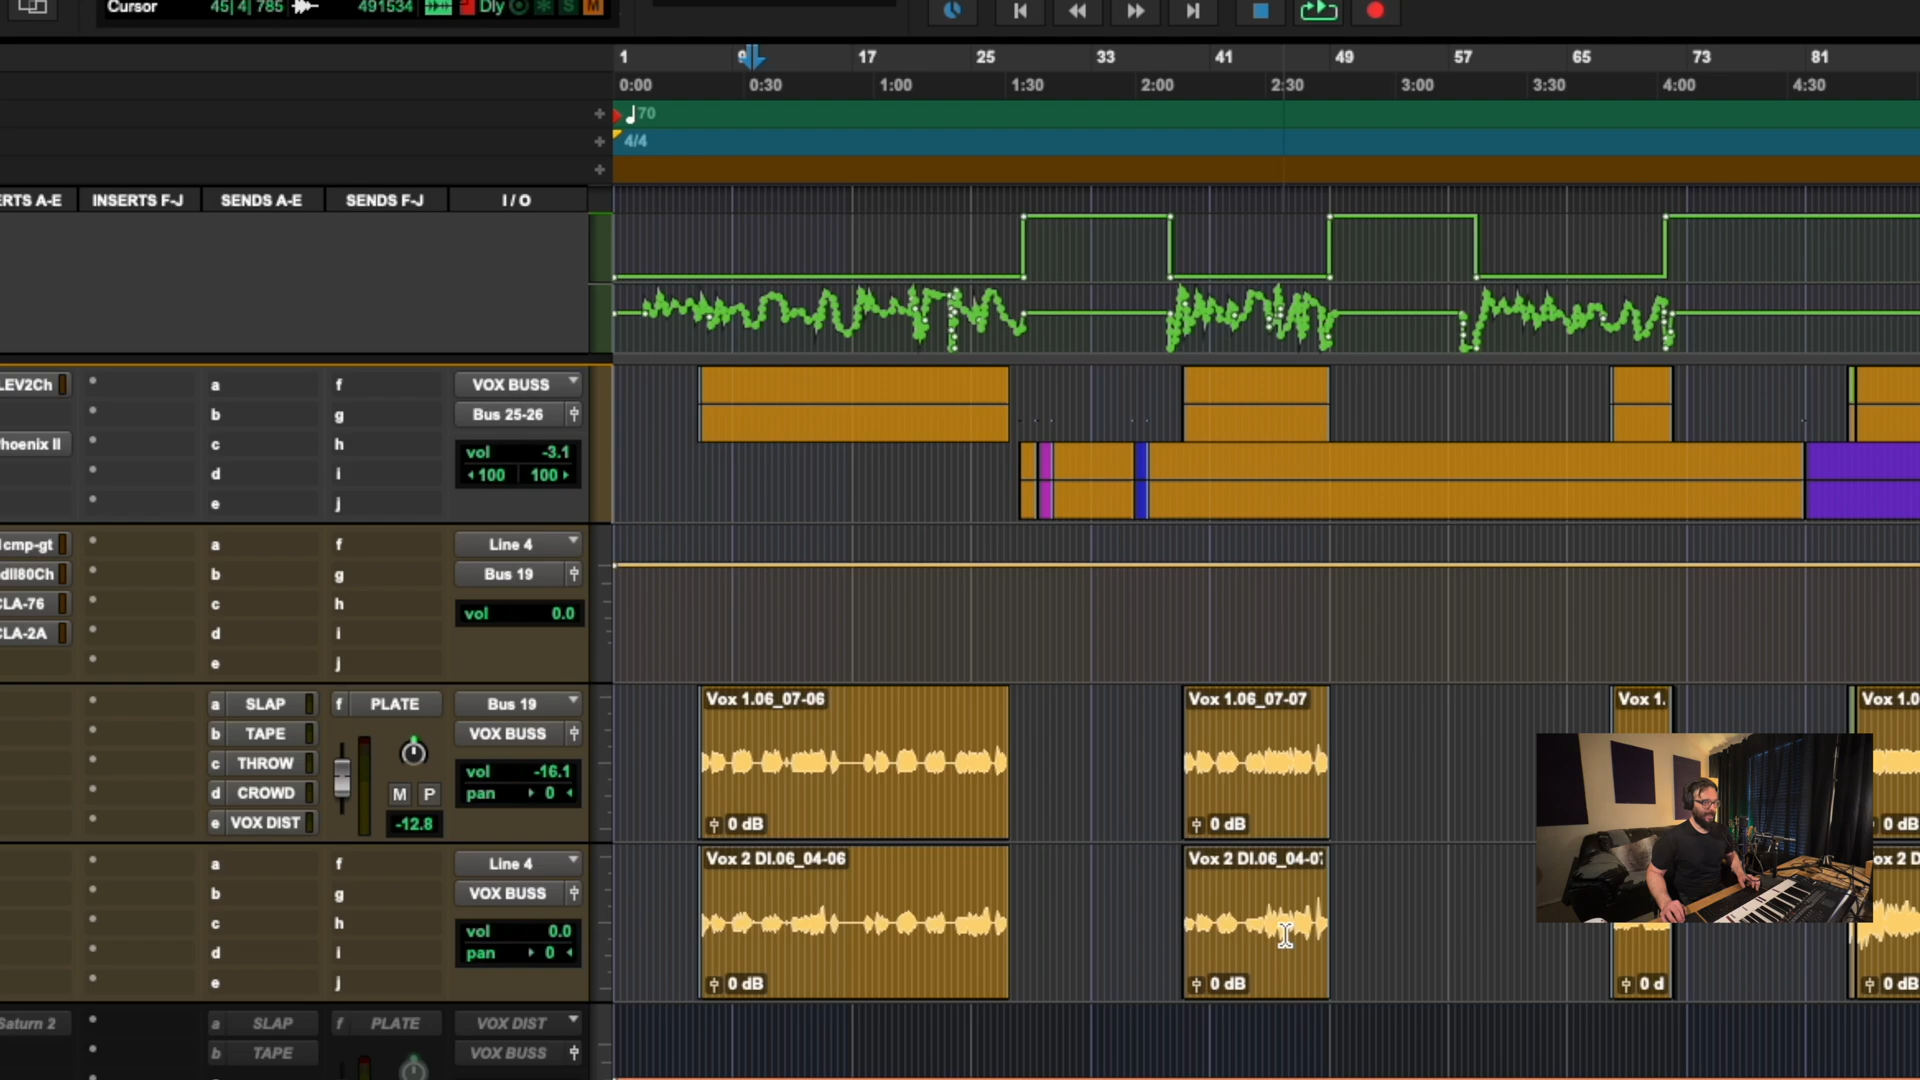 Cursor 45| 4| 785 491534 Dly S M
1 9 17 25 33 41 49 57 65 73 81
0:00 0:30 1:00 1:30 2:00 2:30 3:00 3:30 4:00 4:30
+ 70
+ 4/4
+
ERTS A-E INSERTS F-J SENDS A-E SENDS F-J I / O
LEV2Ch a f VOX BUSS
b g Bus 25-26
hoenix II c h vol -3.1
d i 100 100
e j
cmp-gt a f Line 4
dll80Ch b g Bus 19
CLA-76 c h vol 0.0
CLA-2A d i
e j
a SLAP f PLATE Bus 19 Vox 1.06_07-06 Vox 1.06_07-07 Vox 1. Vox 1.0
b TAPE VOX BUSS
c THROW vol -16.1
d CROWD M P pan 0
e VOX DIST -12.8 0 dB 0 dB 0 dB
a f Line 4 Vox 2 DI.06_04-06 Vox 2 DI.06_04-07 ox 2 D
b g VOX BUSS
c h vol 0.0
d i pan 0
e j 0 dB 0 dB 0 d 0 dB
Saturn 2 a SLAP f PLATE VOX DIST
b TAPE VOX BUSS